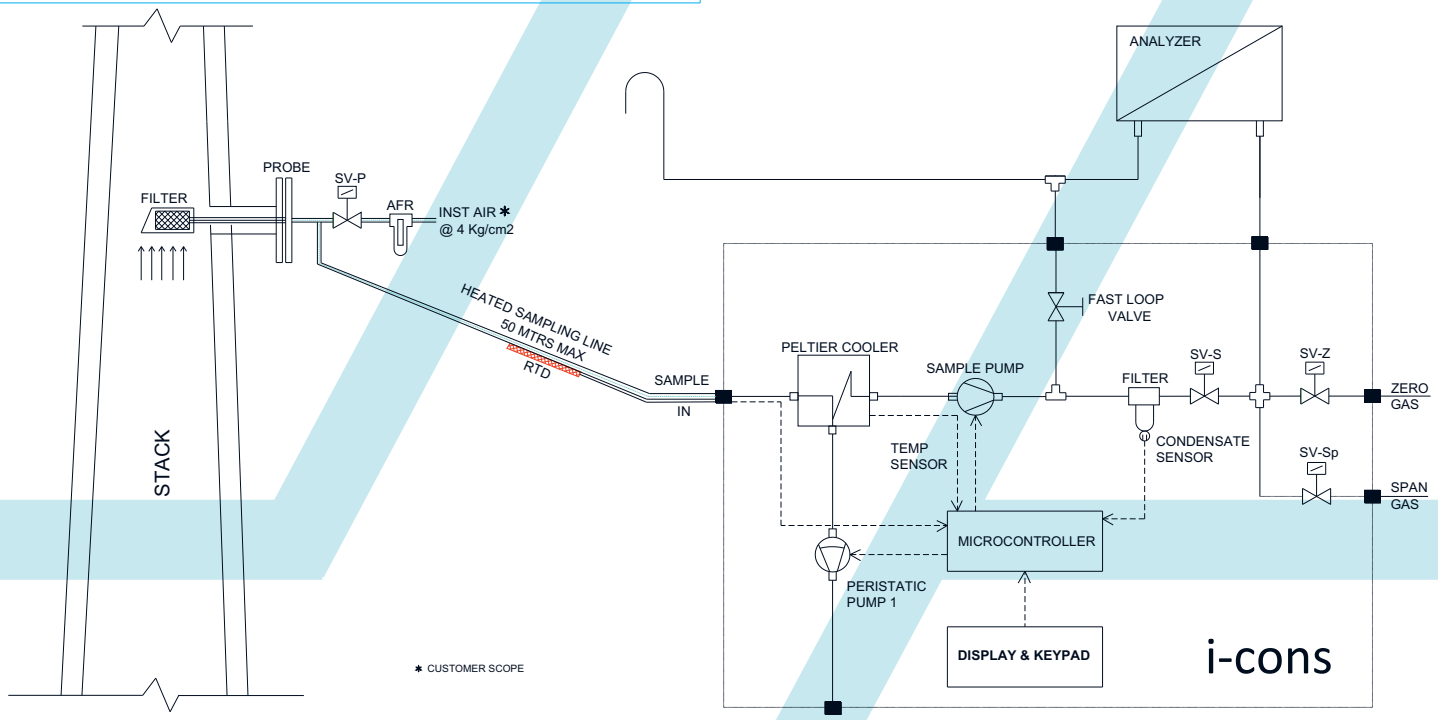 ANALYZER
PROBE
SV-P
FILTER
AFR
INST AIR *
@ 4 Kg/cm2
HEATED SAMPLING LINE
50 MTRS MAX
RTD
FAST LOOP
VALVE
PELTIER COOLER
SAMPLE PUMP
SV-S
SV-Z
FILTER
SAMPLE
IN
ZERO
GAS
TEMP
SENSOR
CONDENSATE
SENSOR
SV-Sp
SPAN
GAS
STACK
MICROCONTROLLER
PERISTATIC
PUMP 1
DISPLAY & KEYPAD
i-cons
* CUSTOMER SCOPE